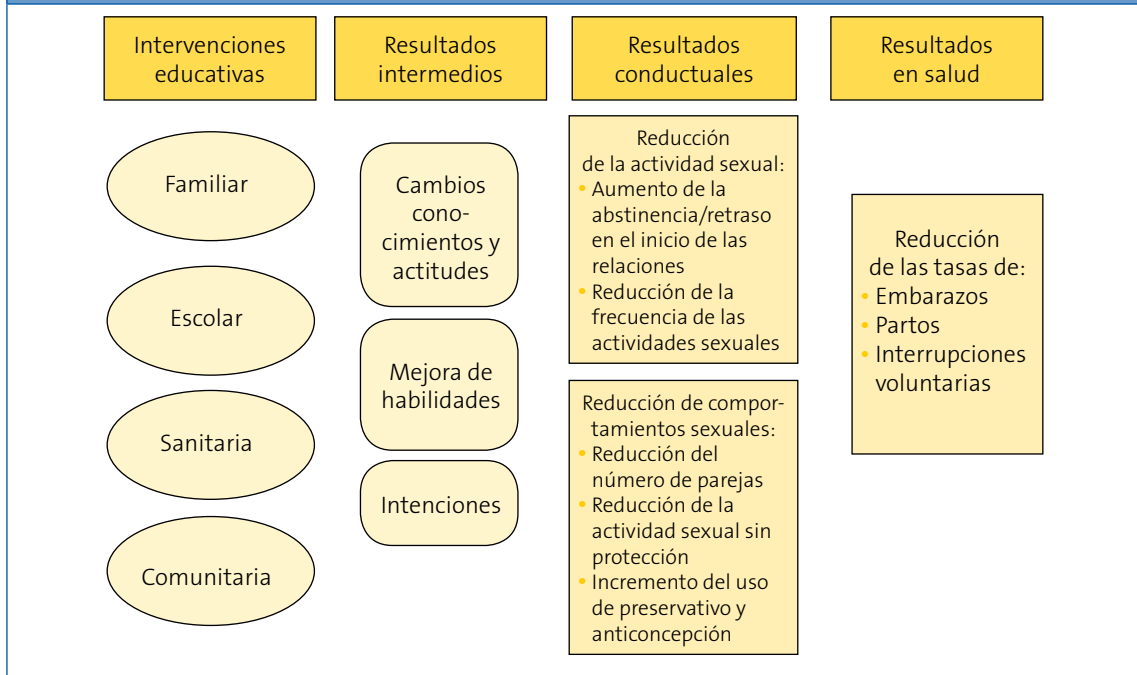 Intervenciones
educativas
Familiar
Escolar
Sanitaria
Comunitaria
Resultados
intermedios
Cambios
cono-
cimientos y
actitudes
Mejora de
habilidades
Intenciones
Resultados
conductuales
Reducción
de la actividad sexual:
• Aumento de la
abstinencia/retraso
en el inicio de las
relaciones
• Reducción de la
frecuencia de las
actividades sexuales
Reducción de compor-
tamientos sexuales:
• Reducción del
número de parejas
• Reducción de la
actividad sexual sin
protección
• Incremento del uso
de preservativo y
anticoncepción
Resultados
en salud
Reducción
de las tasas de:
• Embarazos
• Partos
• Interrupciones
voluntarias